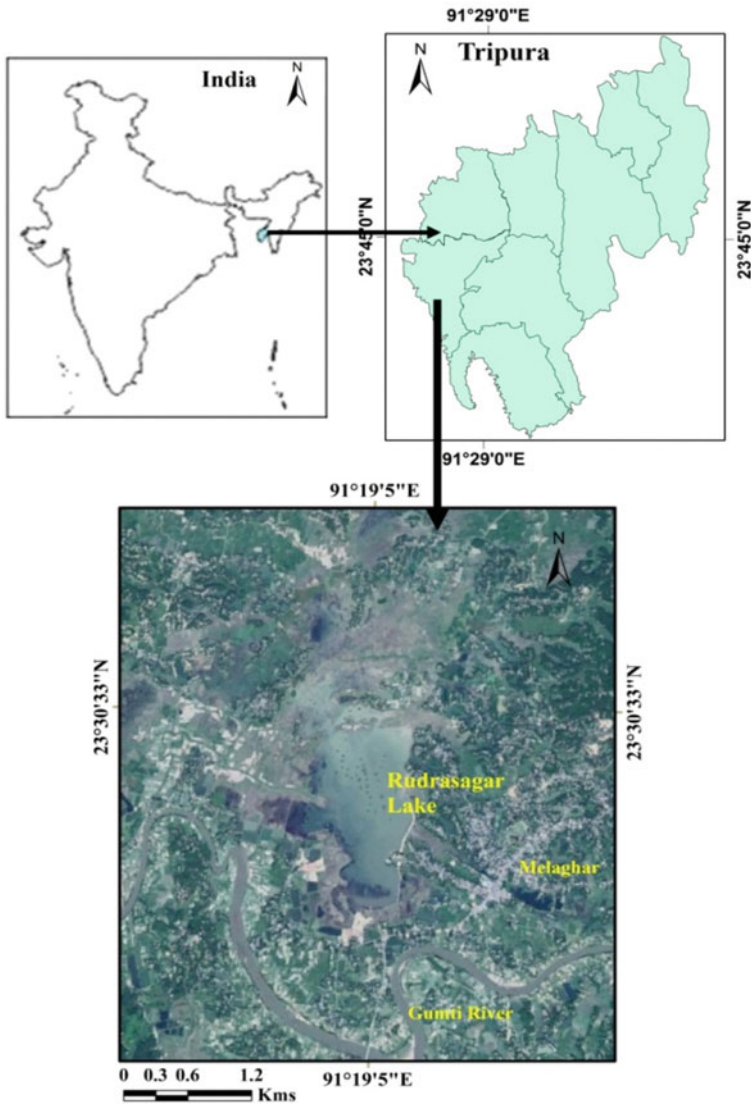 91°29'0"E
N
India
N
Tripura
23°45'0"N
23°45'0"N
91°29'0"E
91°19'5"E
N
23°30'33"N
23°30'33"N
Rudrasagar
Lake
Melaghar
Gumti River
0 0.3 0.6 1.2
Kms
91°19'5"E